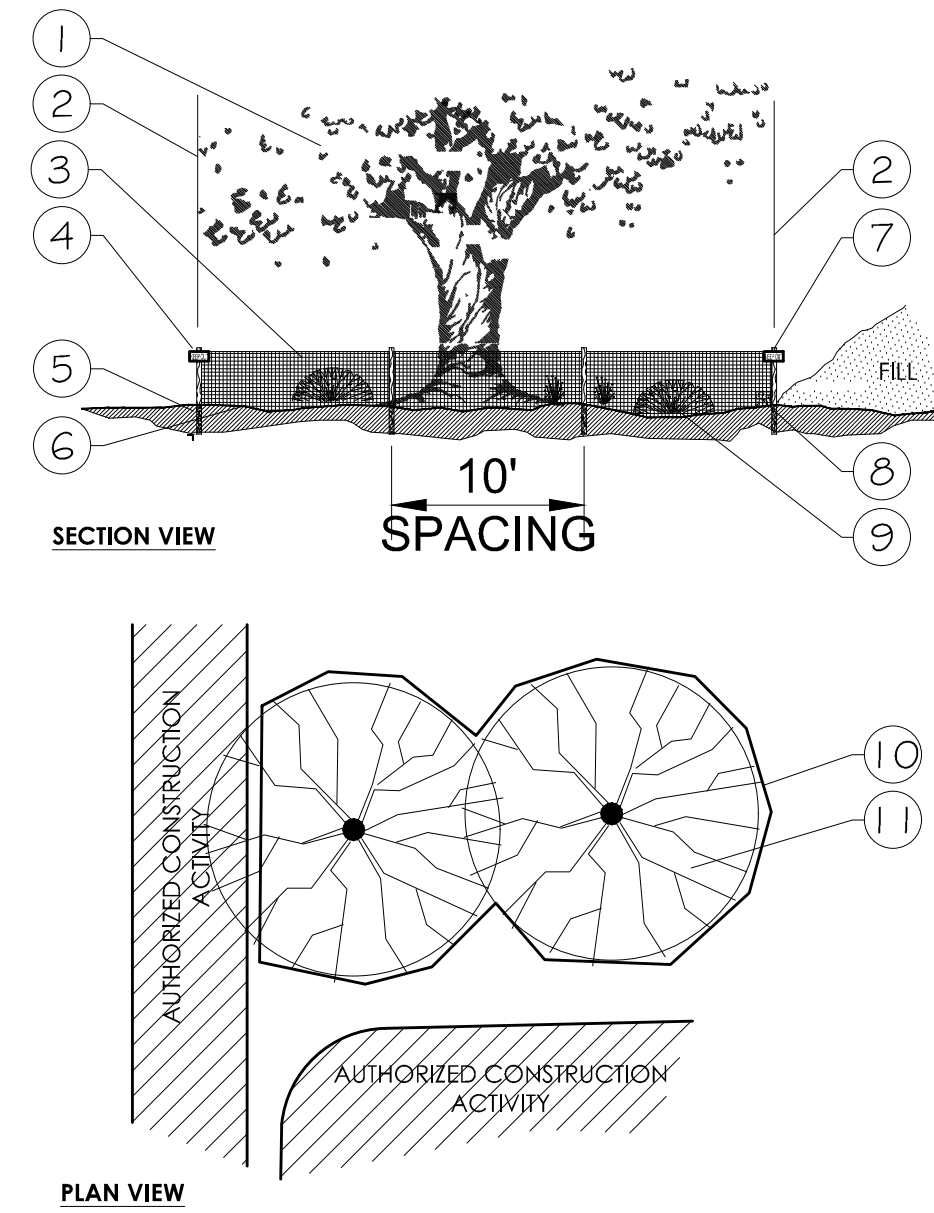 1
2
3
4
5
6
2
7
FILL
8
9
10'
SPACING
SECTION VIEW
AUTHORIZED CONSTRUCTION
ACTIVITY
10
11
AUTHORIZED CONSTRUCTION
ACTIVITY
PLAN VIEW